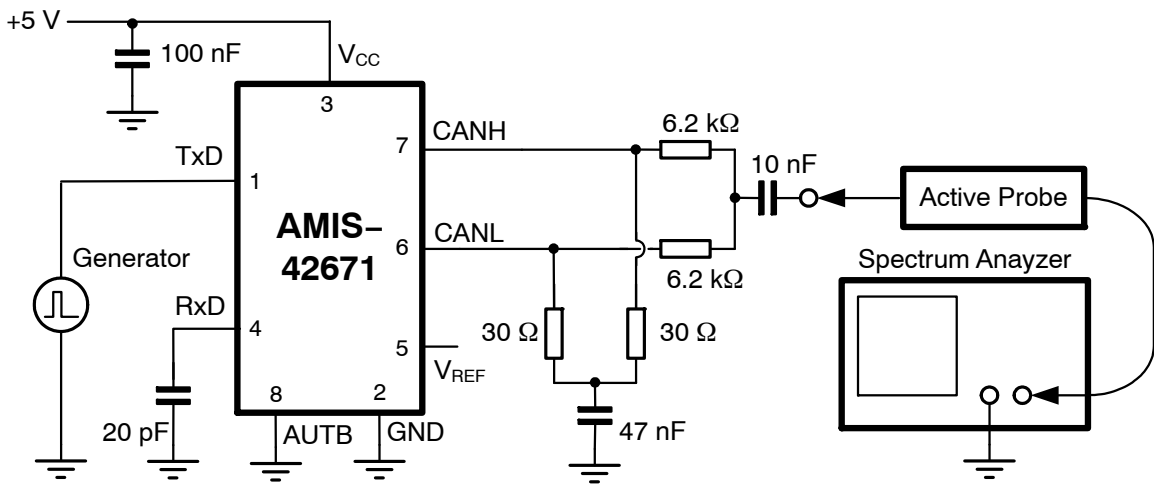 +5 V
100 nF
VCC
3
CANH
6.2 kΩ
7
TxD
10 nF
1
Active Probe
AMIS–
42671
CANL
6
Generator
6.2 kΩ
Spectrum Anayzer
RxD
4
30 Ω
30 Ω
5
VREF
8
2
20 pF
AUTB
GND
47 nF